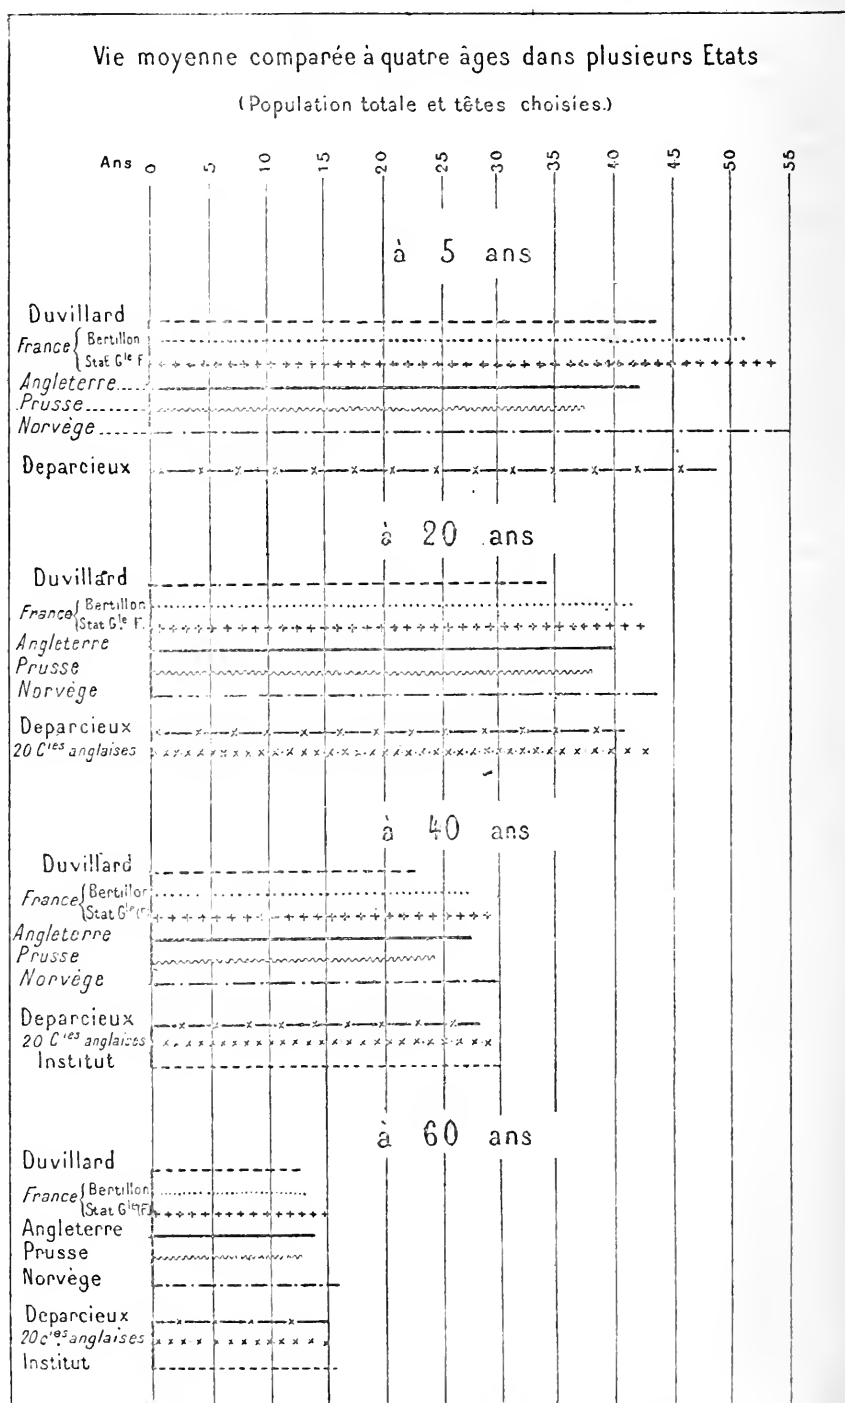 Vie moyenne comparée à quatre âges dans plusieurs Etats
(Population totale et têtes choisies.)
Ans 0 5 10 15 20 25 30 35 40 45 50 55
à 5 ans
Duvillard
France { Bertillon
Stat Gle F
Angleterre
Prusse
Norvège
Deparcieux
à 20 ans
Duvillard
France { Bertillon
Stat Gle F.
Angleterre
Prusse
Norvège
Deparcieux
20 Cies anglaises
à 40 ans
Duvillard
France { Bertillon
Stat Gle F
Angleterre
Prusse
Norvège
Deparcieux
20 Cies anglaises
Institut
à 60 ans
Duvillard
France { Bertillon
Stat Gle F.
Angleterre
Prusse
Norvège
Deparcieux
20 cies anglaises
Institut